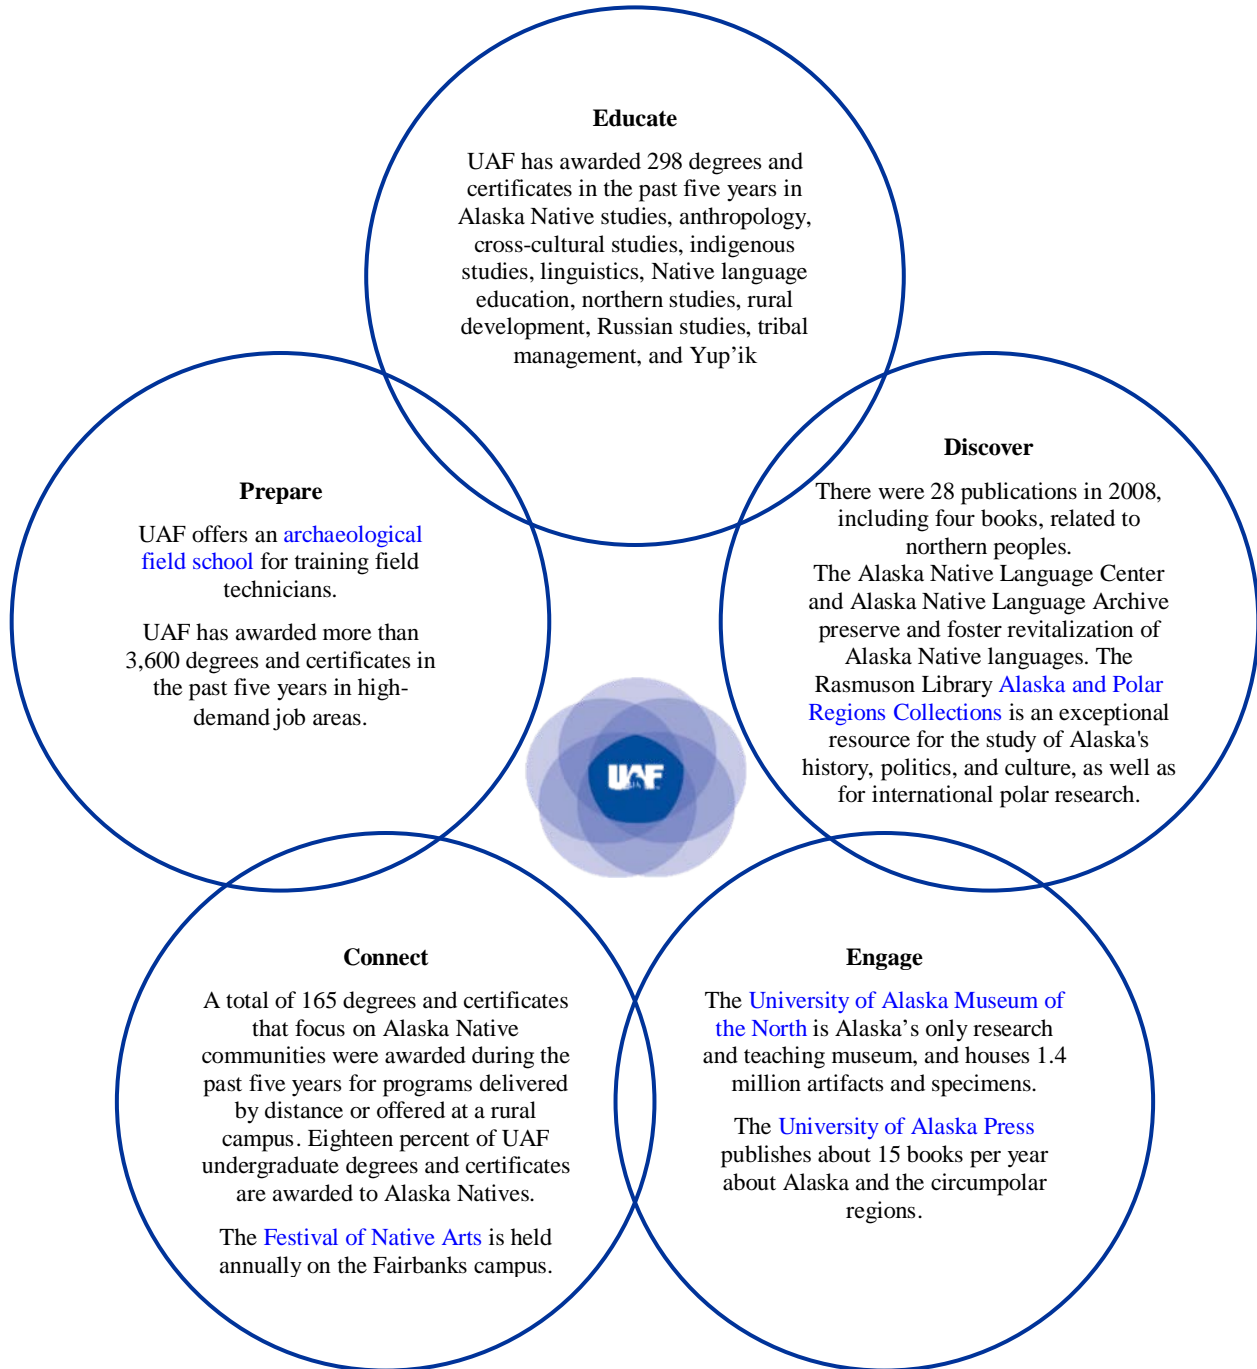 Educate
UAF has awarded 298 degrees and
certificates in the past five years in
Alaska Native studies, anthropology,
cross-cultural studies, indigenous
studies, linguistics, Native language
education, northern studies, rural
development, Russian studies, tribal
management, and Yup’ik
Discover
There were 28 publications in 2008,
including four books, related to
northern peoples.
The Alaska Native Language Center
and Alaska Native Language Archive
preserve and foster revitalization of
Alaska Native languages. The
Rasmuson Library Alaska and Polar
Regions Collections is an exceptional
resource for the study of Alaska's
history, politics, and culture, as well as
for international polar research.
Prepare
UAF offers an archaeological
field school for training field
technicians.
UAF has awarded more than
3,600 degrees and certificates in
the past five years in high-
demand job areas.
UAF
Connect
A total of 165 degrees and certificates
that focus on Alaska Native
communities were awarded during the
past five years for programs delivered
by distance or offered at a rural
campus. Eighteen percent of UAF
undergraduate degrees and certificates
are awarded to Alaska Natives.
The Festival of Native Arts is held
annually on the Fairbanks campus.
Engage
The University of Alaska Museum of
the North is Alaska’s only research
and teaching museum, and houses 1.4
million artifacts and specimens.
The University of Alaska Press
publishes about 15 books per year
about Alaska and the circumpolar
regions.